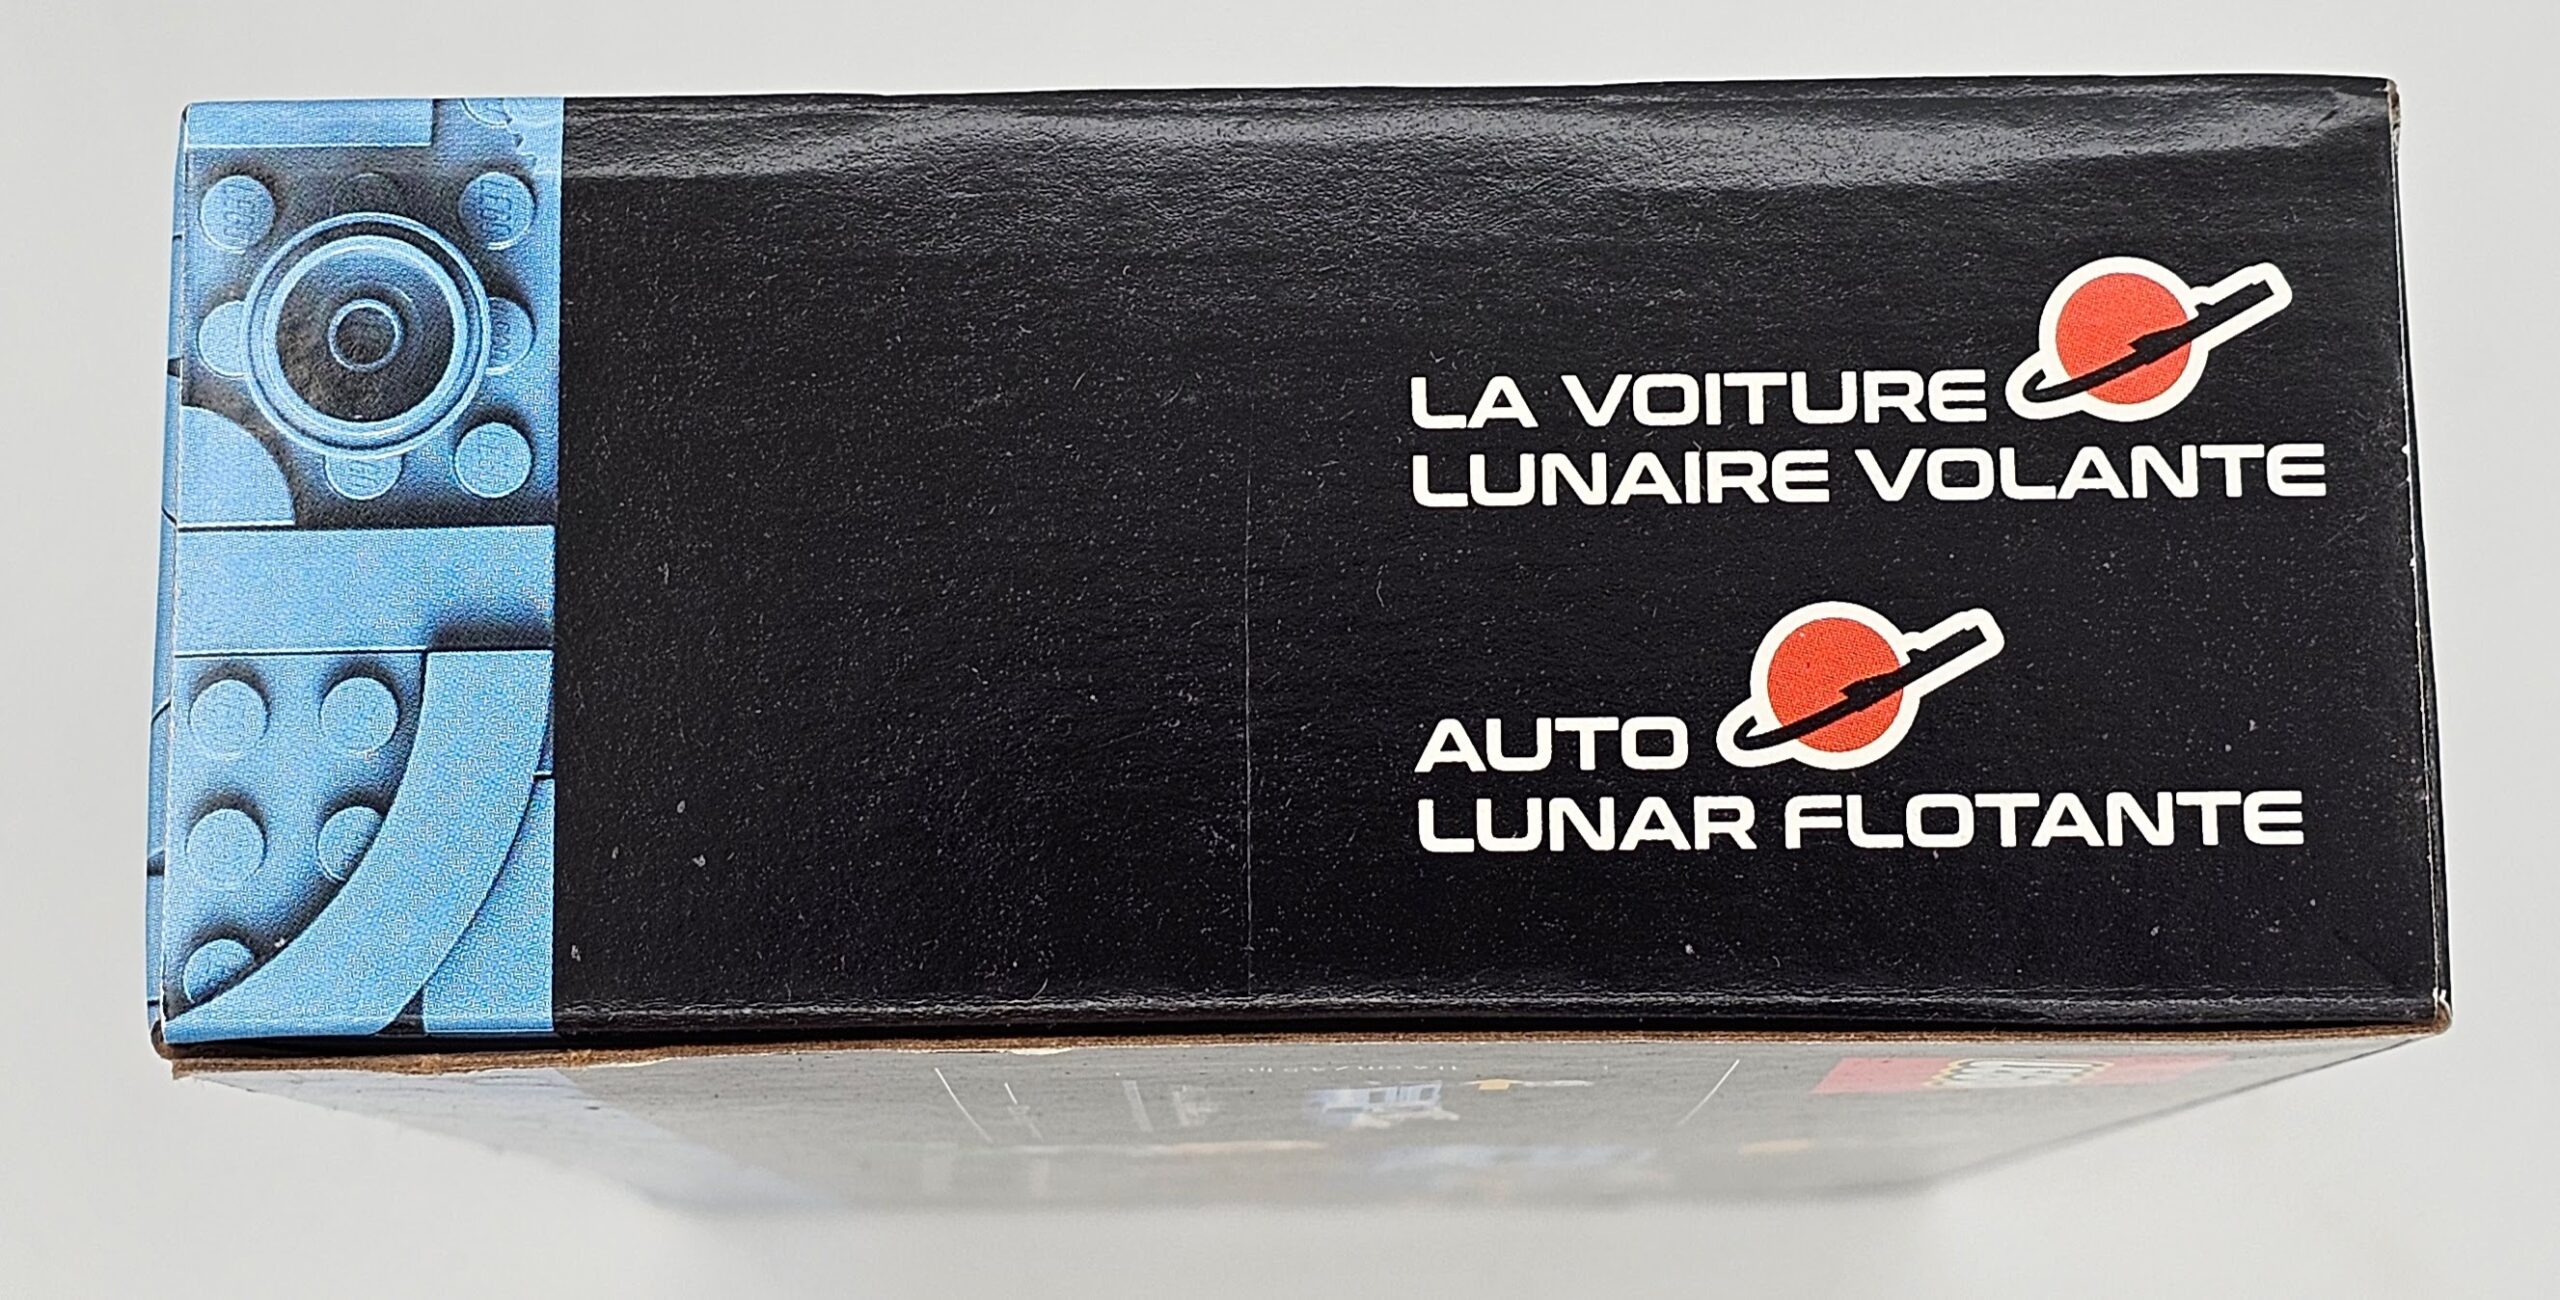 LA VOITURE
LUNAIRE VOLANTE
AUTO
LUNAR FLOTANTE